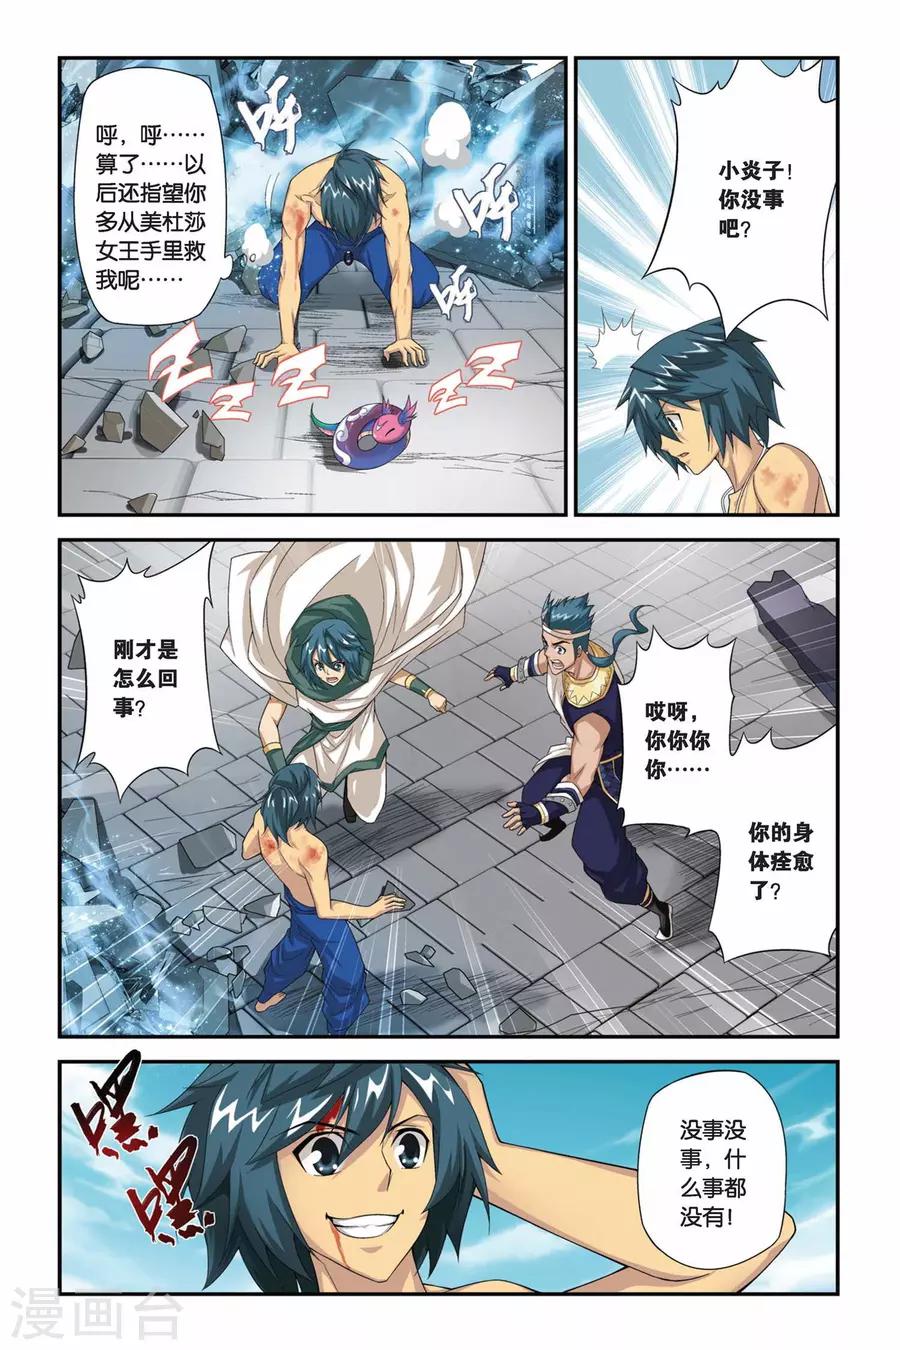 呼，呼……
算了……以
后还指望你
多从美杜莎
女王手里救
我呢……
呼
呼
呼
Z
Z
Z
Z
Z
小炎子！
你没事
吧？
刚才是
怎么回
事？
哎呀，
你你你
你……
你的身
体痊愈
了？
嘿
嘿
没事没
事，什
么事都
没有！
漫画台